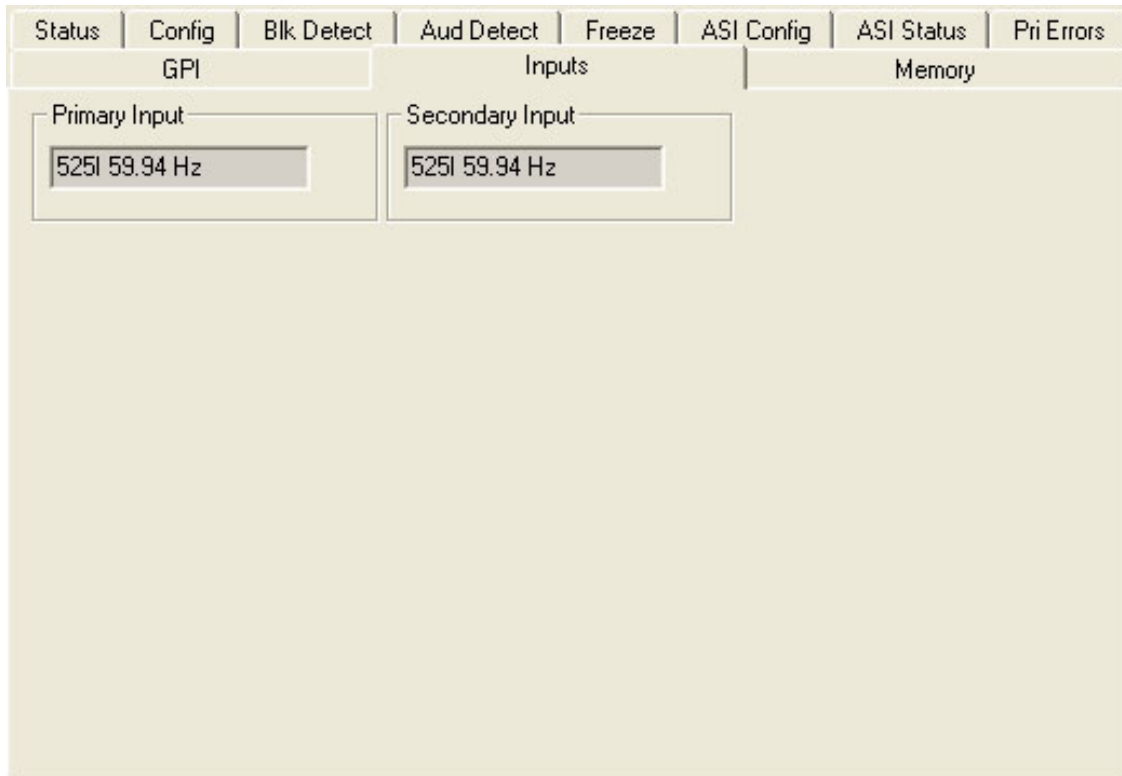 Status Config Blk Detect Aud Detect Freeze ASI Config ASI Status Pri Errors
GPI Inputs Memory
Primary Input Secondary Input
525I 59.94 Hz 525I 59.94 Hz